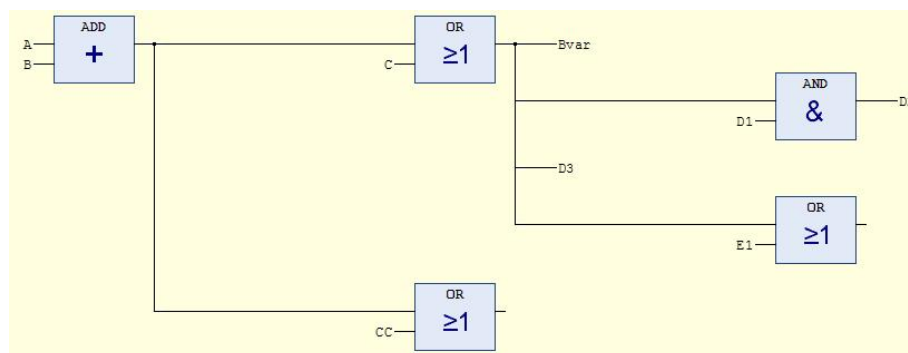 ADD
A
B
+
OR
C
≥1
Bvar
AND
D1
&
D
D3
OR
E1
≥1
OR
CC
≥1